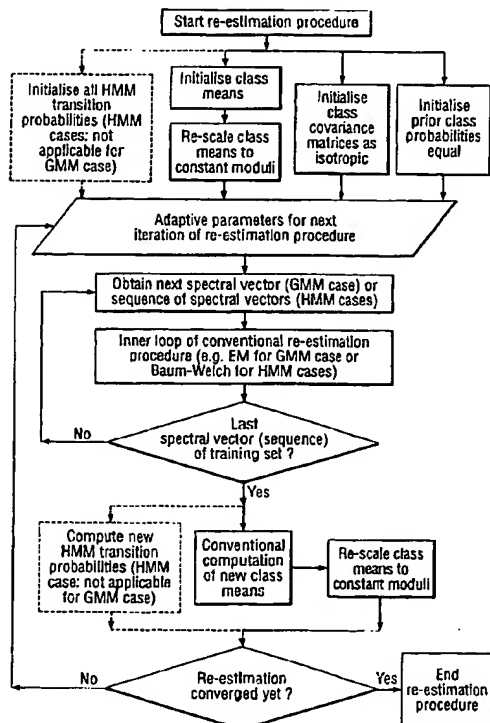 Start re-estimation procedure
Initialise all HMM
transition
probabilities (HMM
cases: not
applicable for
GMM case)
Initialise class
means
Re-scale class
means to
constant moduli
Initialise
class
covariance
matrices as
isotropic
Initialise
prior class
probabilities
equal
Adaptive parameters for next
iteration of re-estimation procedure
Obtain next spectral vector (GMM case) or
sequence of spectral vectors (HMM cases)
Inner loop of conventional re-estimation
procedure (e.g. EM for GMM case or
Baum-Welch for HMM cases)
No
Last
spectral vector (sequence)
of training set ?
Yes
Compute new
HMM transition
probabilities (HMM
case: not applicable
for GMM case)
Conventional
computation
of new class
means
Re-scale class
means to
constant moduli
No
Re-estimation
converged yet ?
Yes
End
re-estimation
procedure